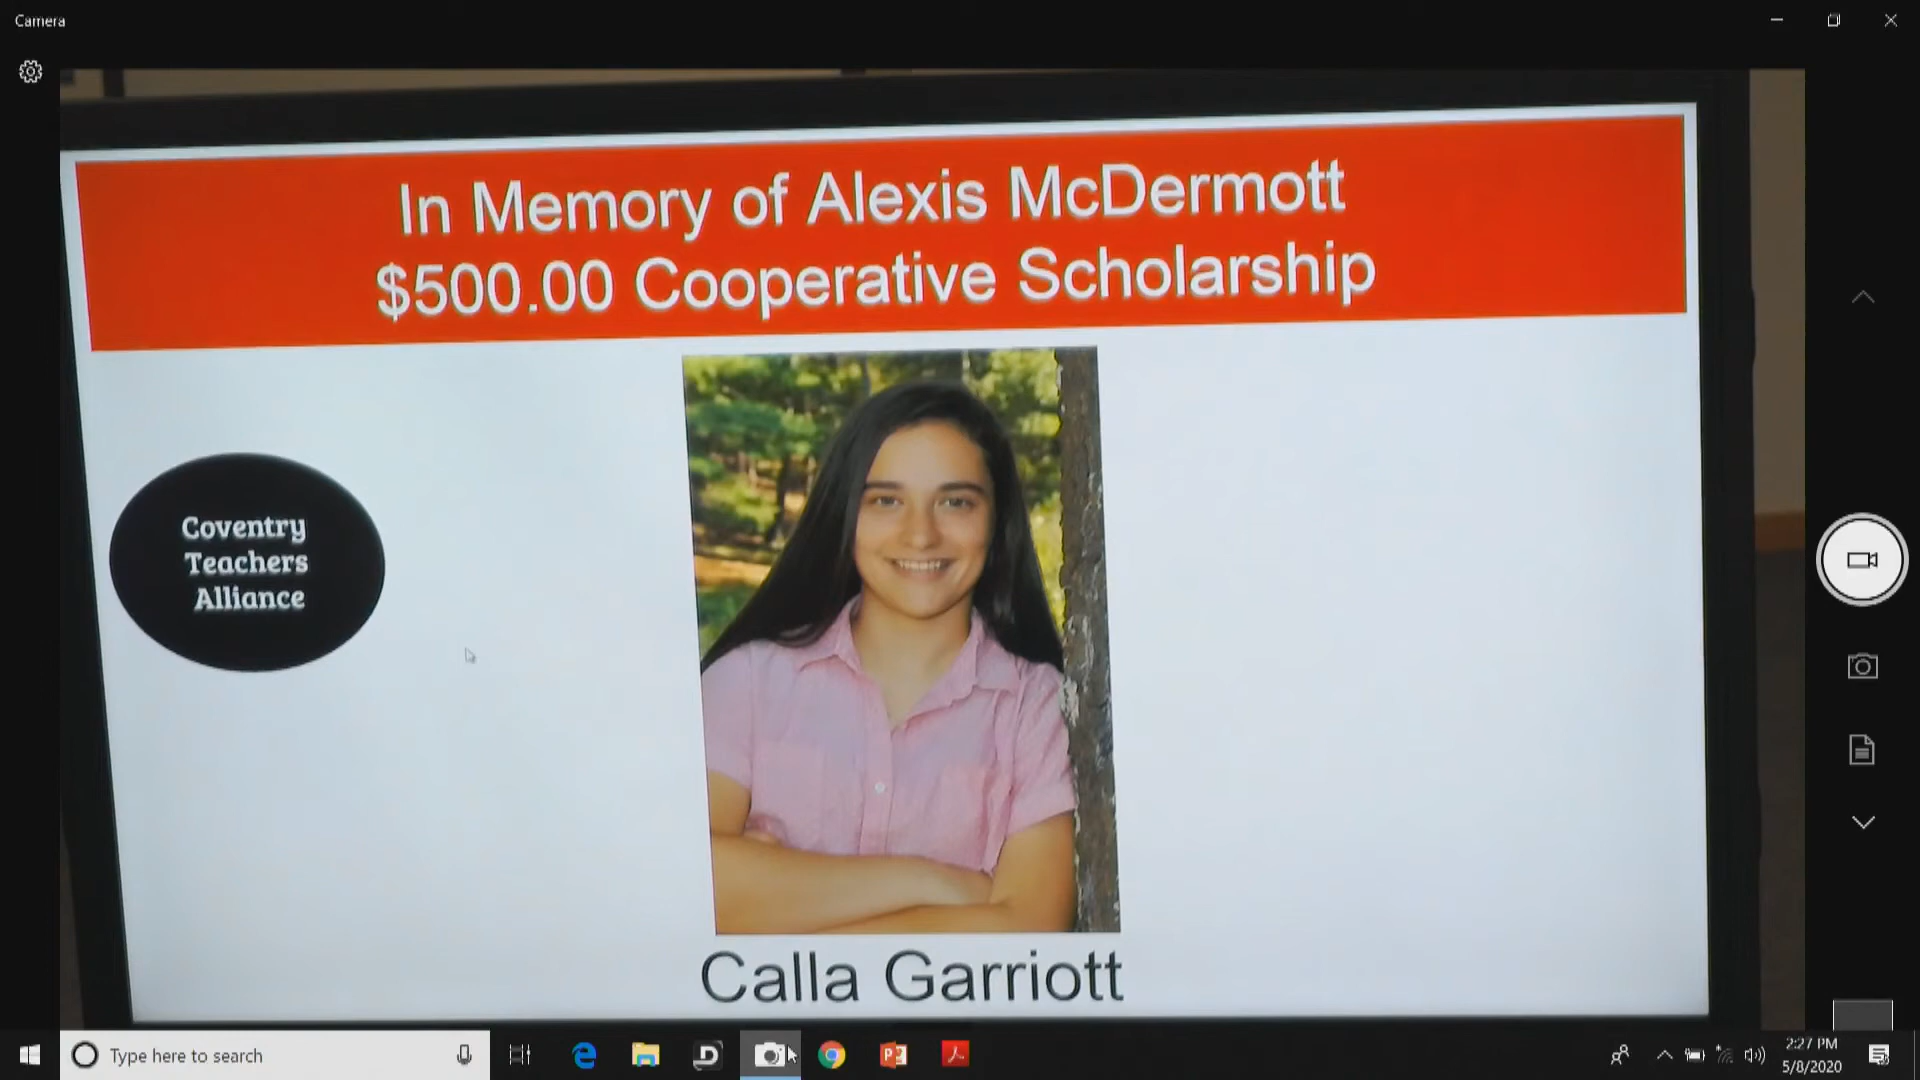 Camera
In Memory of Alexis McDermott
$500.00 Cooperative Scholarship
Coventry
Teachers
Alliance
Calla Garriott
Type here to search
2:27 PM
5/8/2020